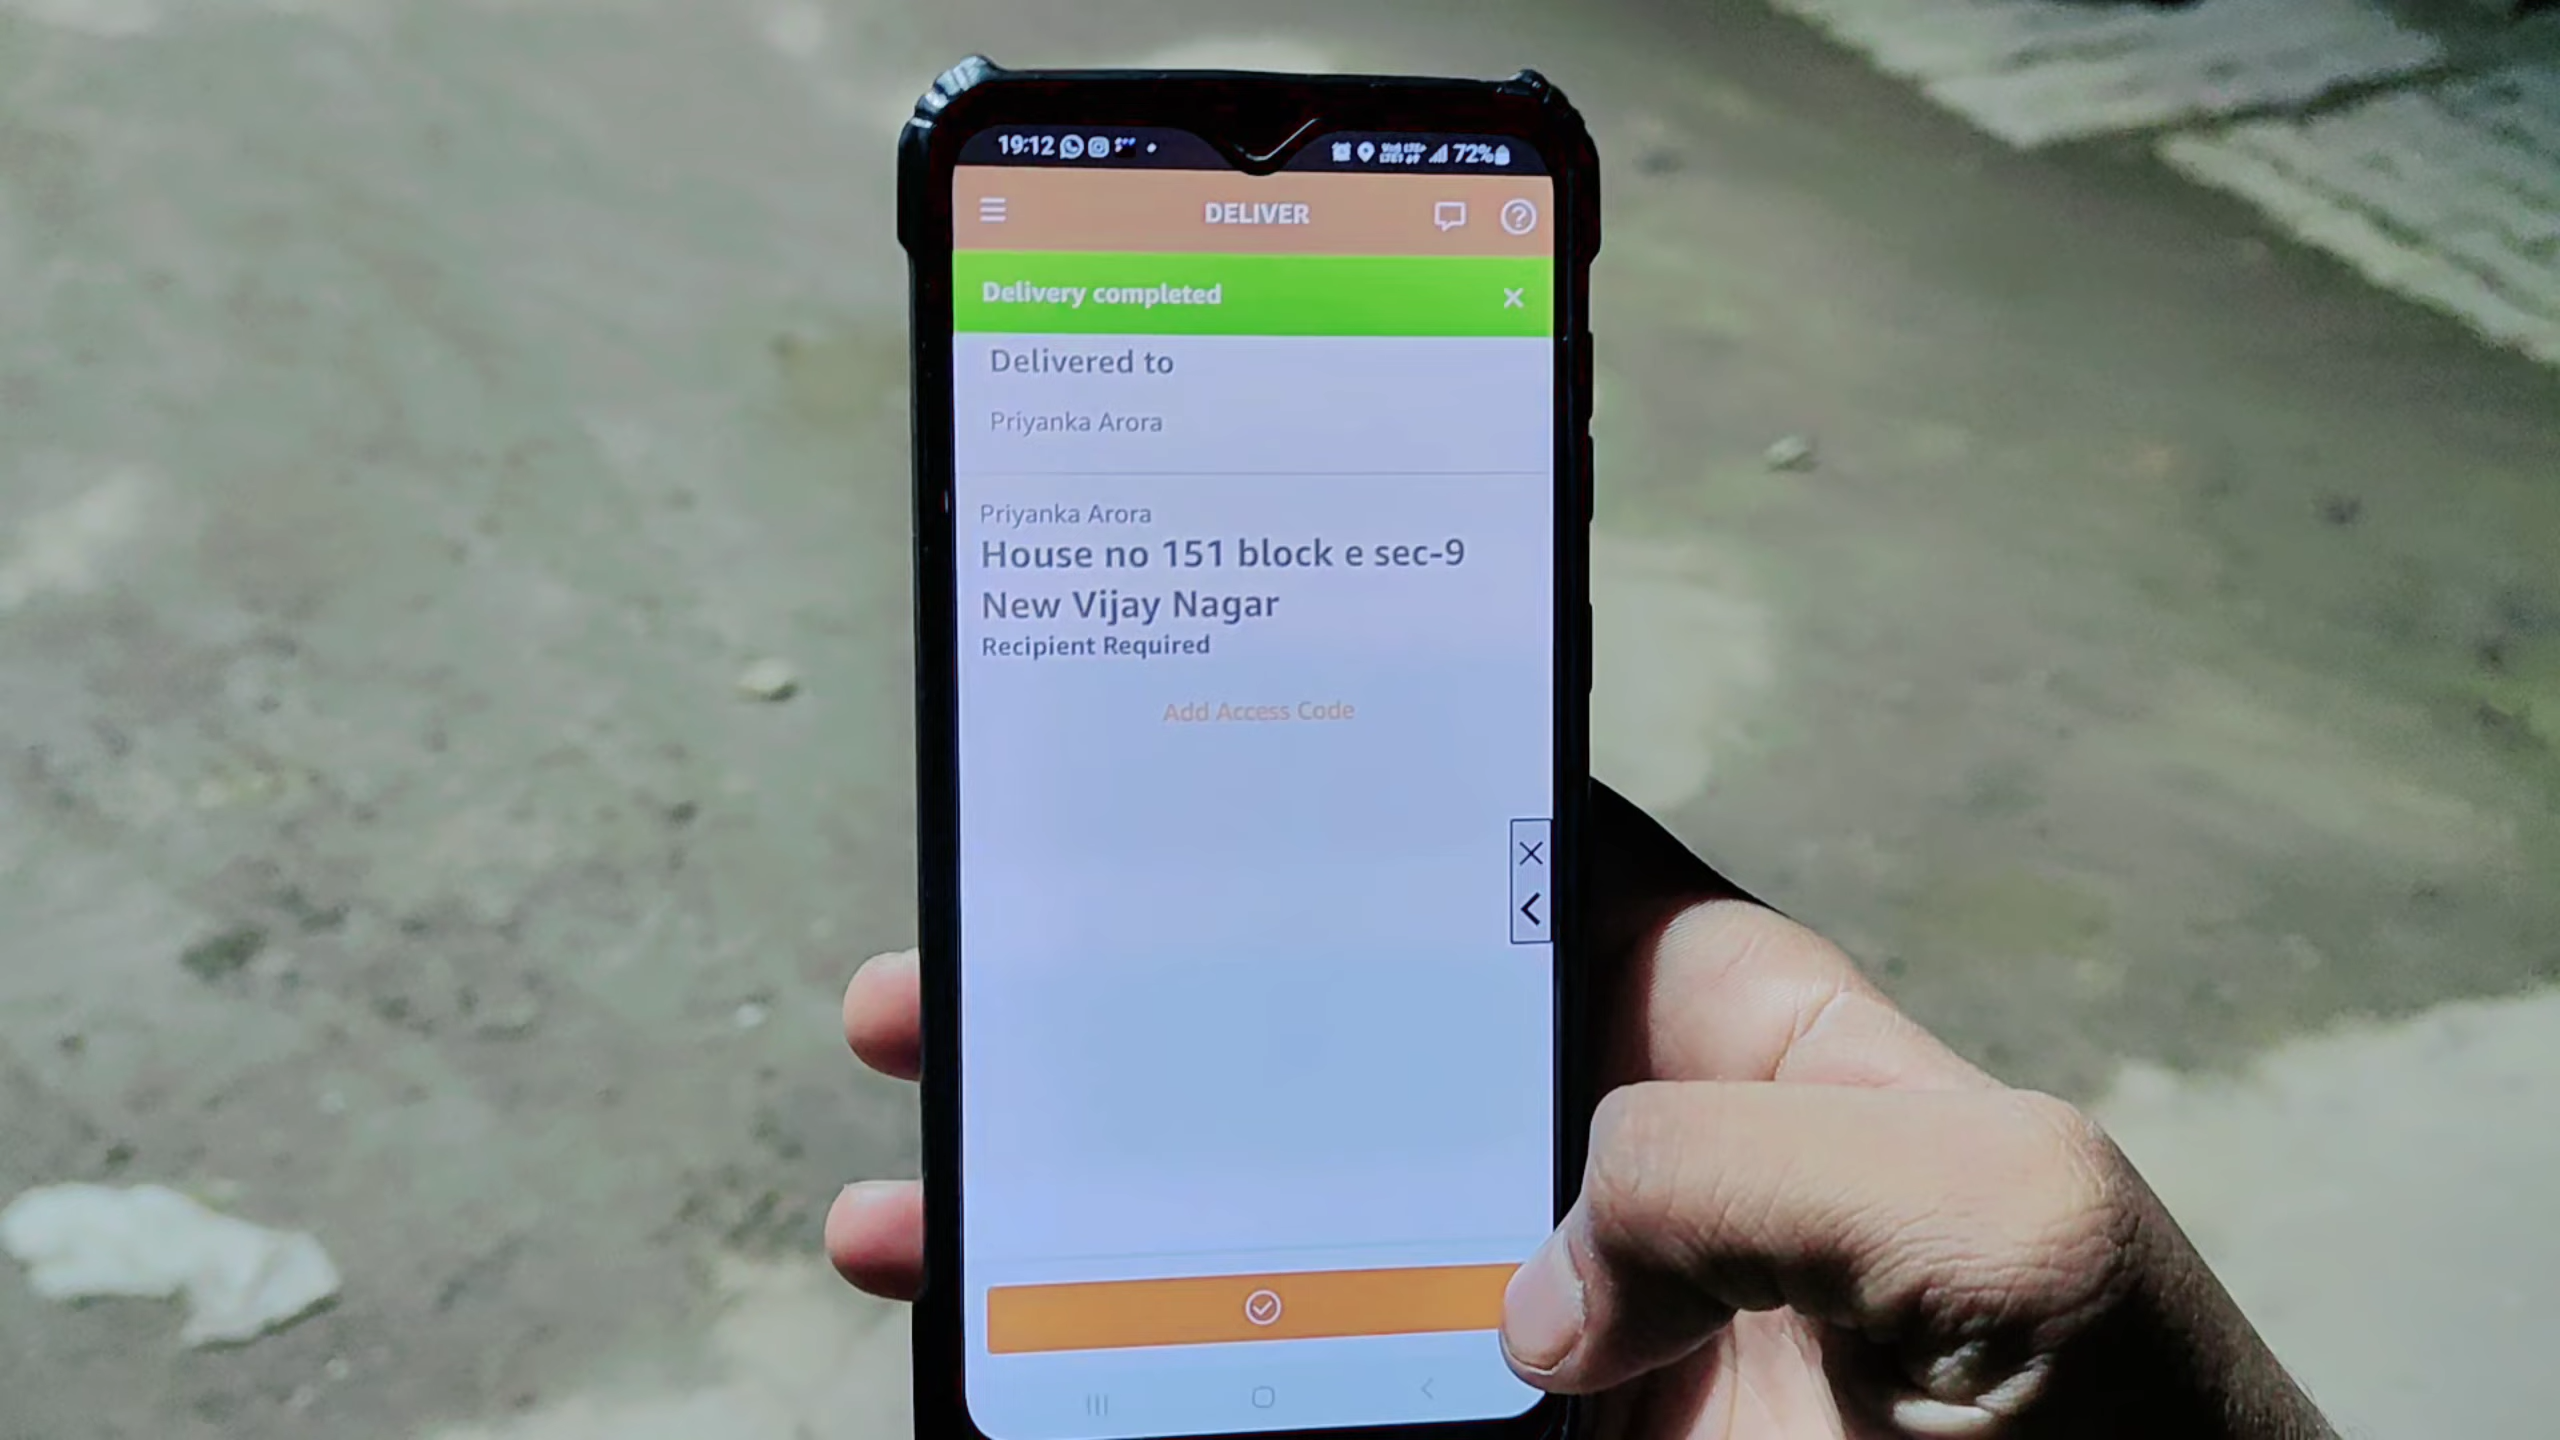 19:12
72%
DELIVER
Delivery completed
Delivered to
Priyanka Arora
Priyanka Arora
House no 151 block e sec-9
New Vijay Nagar
Recipient Required
Add Access Code